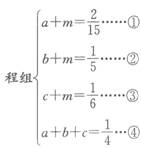 a+m=2/15……①
b+m=1/5……②
程组
c+m=1/6……③
a+b+c=1/4…④